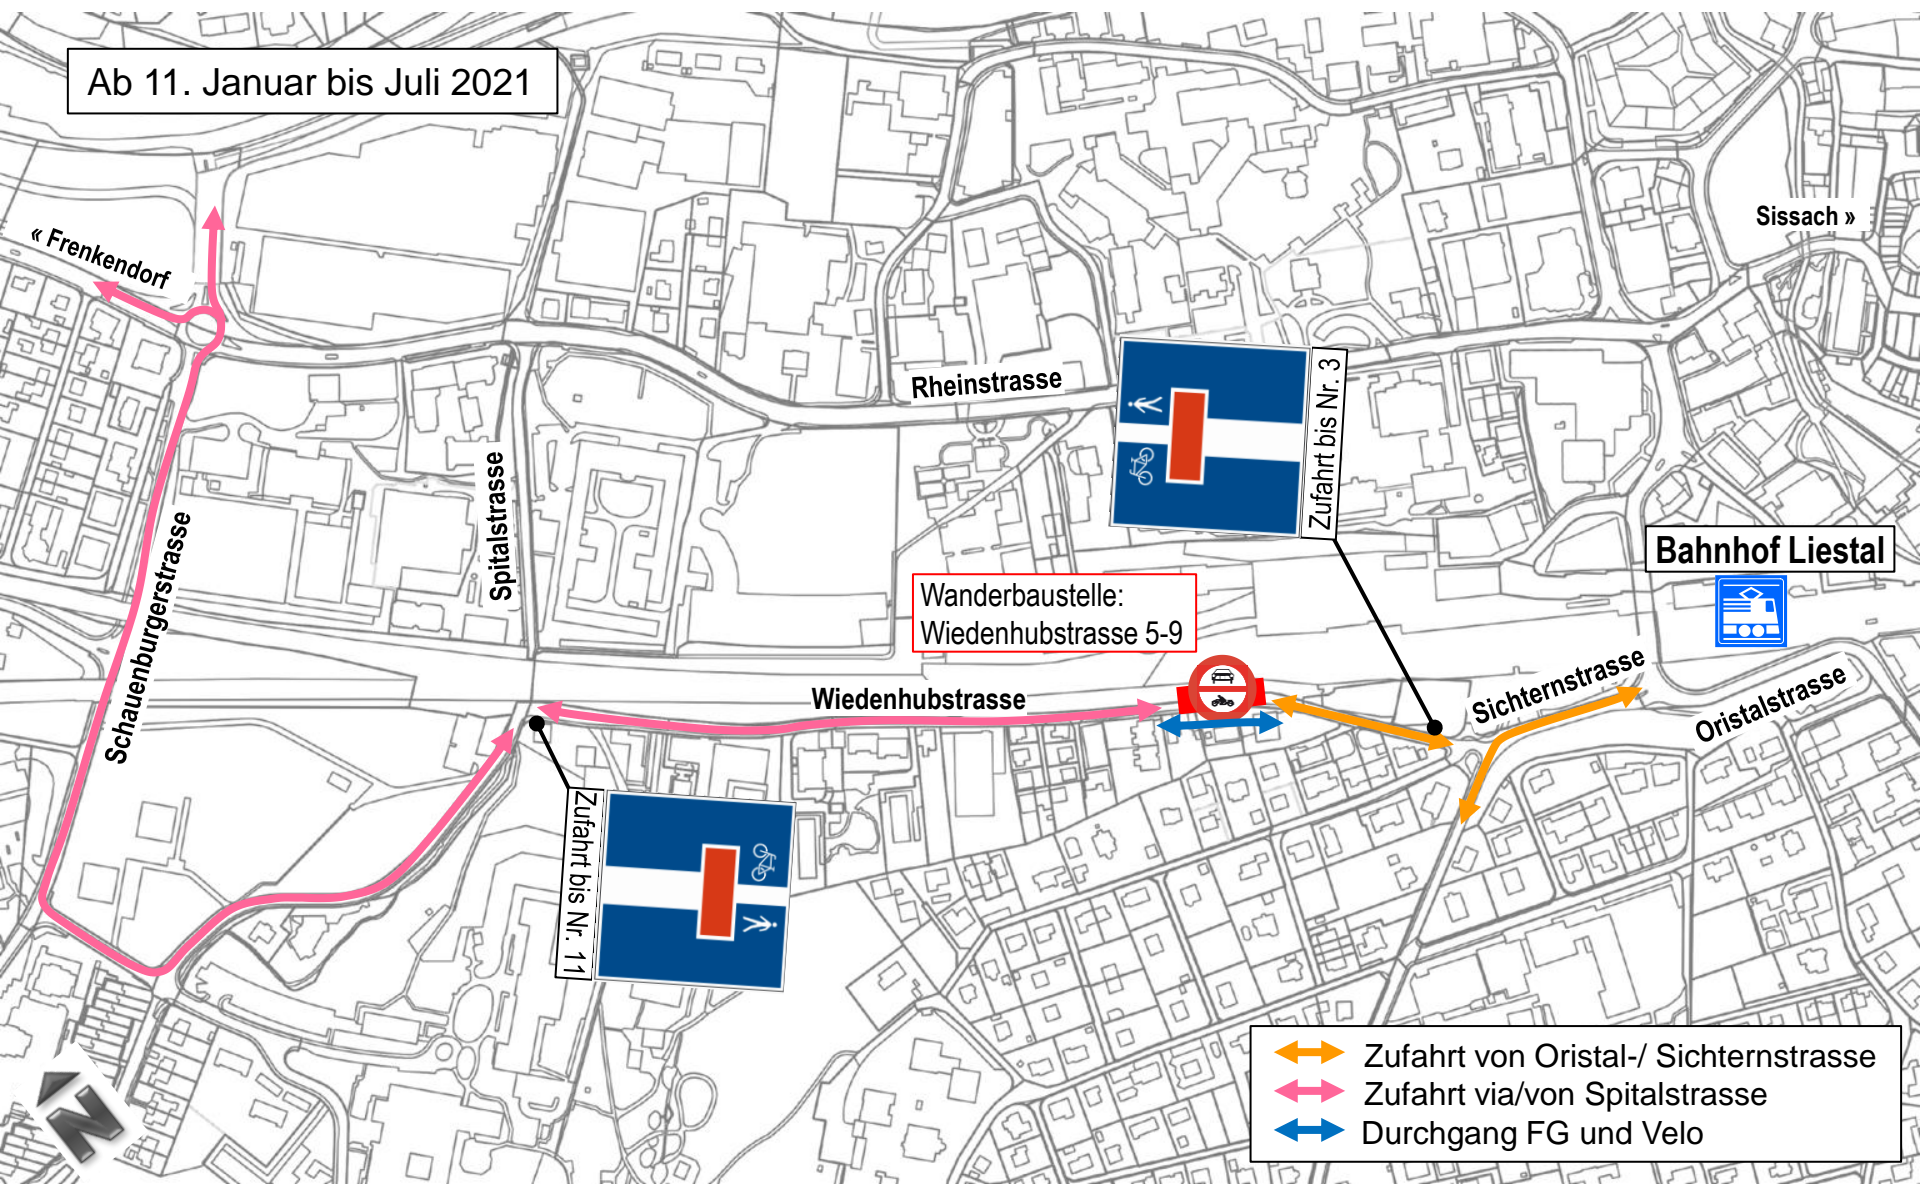 Ab 11. Januar bis Juli 2021
Sissach »
« Frenkendorf
Rheinstrasse
Zufahrt bis Nr. 3
Spitalstrasse
Schauenburgerstrasse
Bahnhof Liestal
Wanderbaustelle:
Wiedenhubstrasse 5-9
Wiedenhubstrasse
Sichternstrasse
Oristalstrasse
Zufahrt bis Nr. 11
Zufahrt von Oristal-/ Sichternstrasse
Zufahrt via/von Spitalstrasse
Durchgang FG und Velo
N